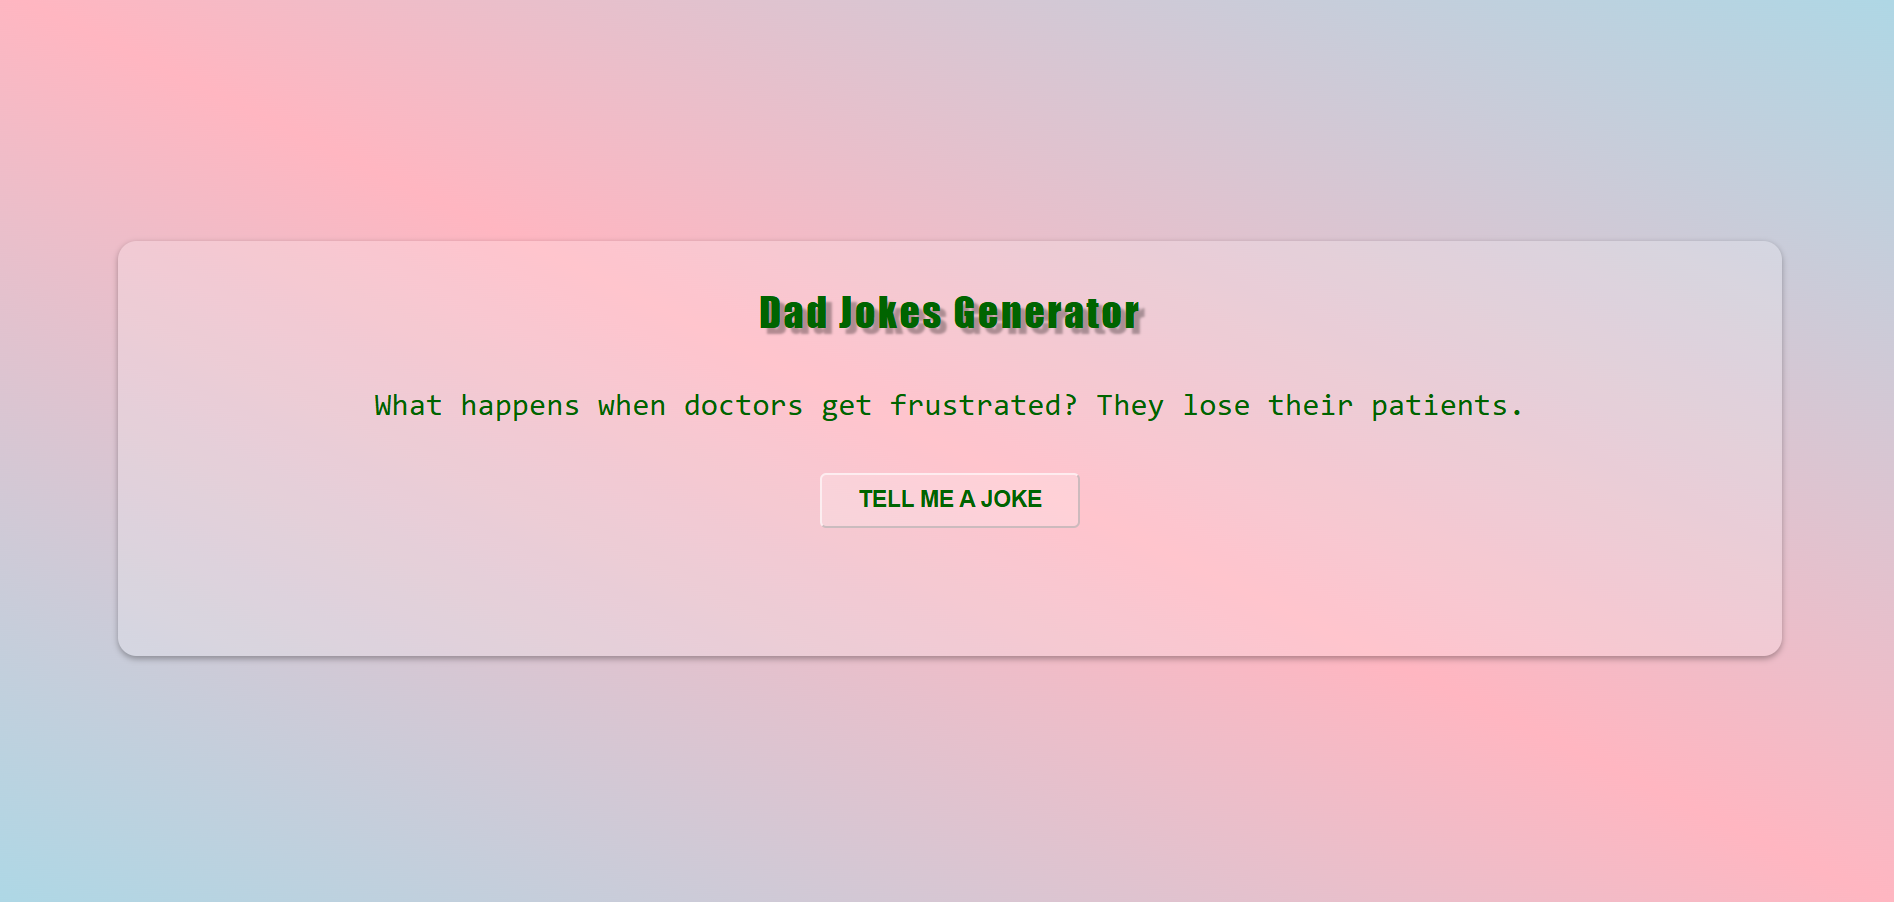 Dad Jokes Generator
What happens when doctors get frustrated? They lose their patients.
TELL ME A JOKE